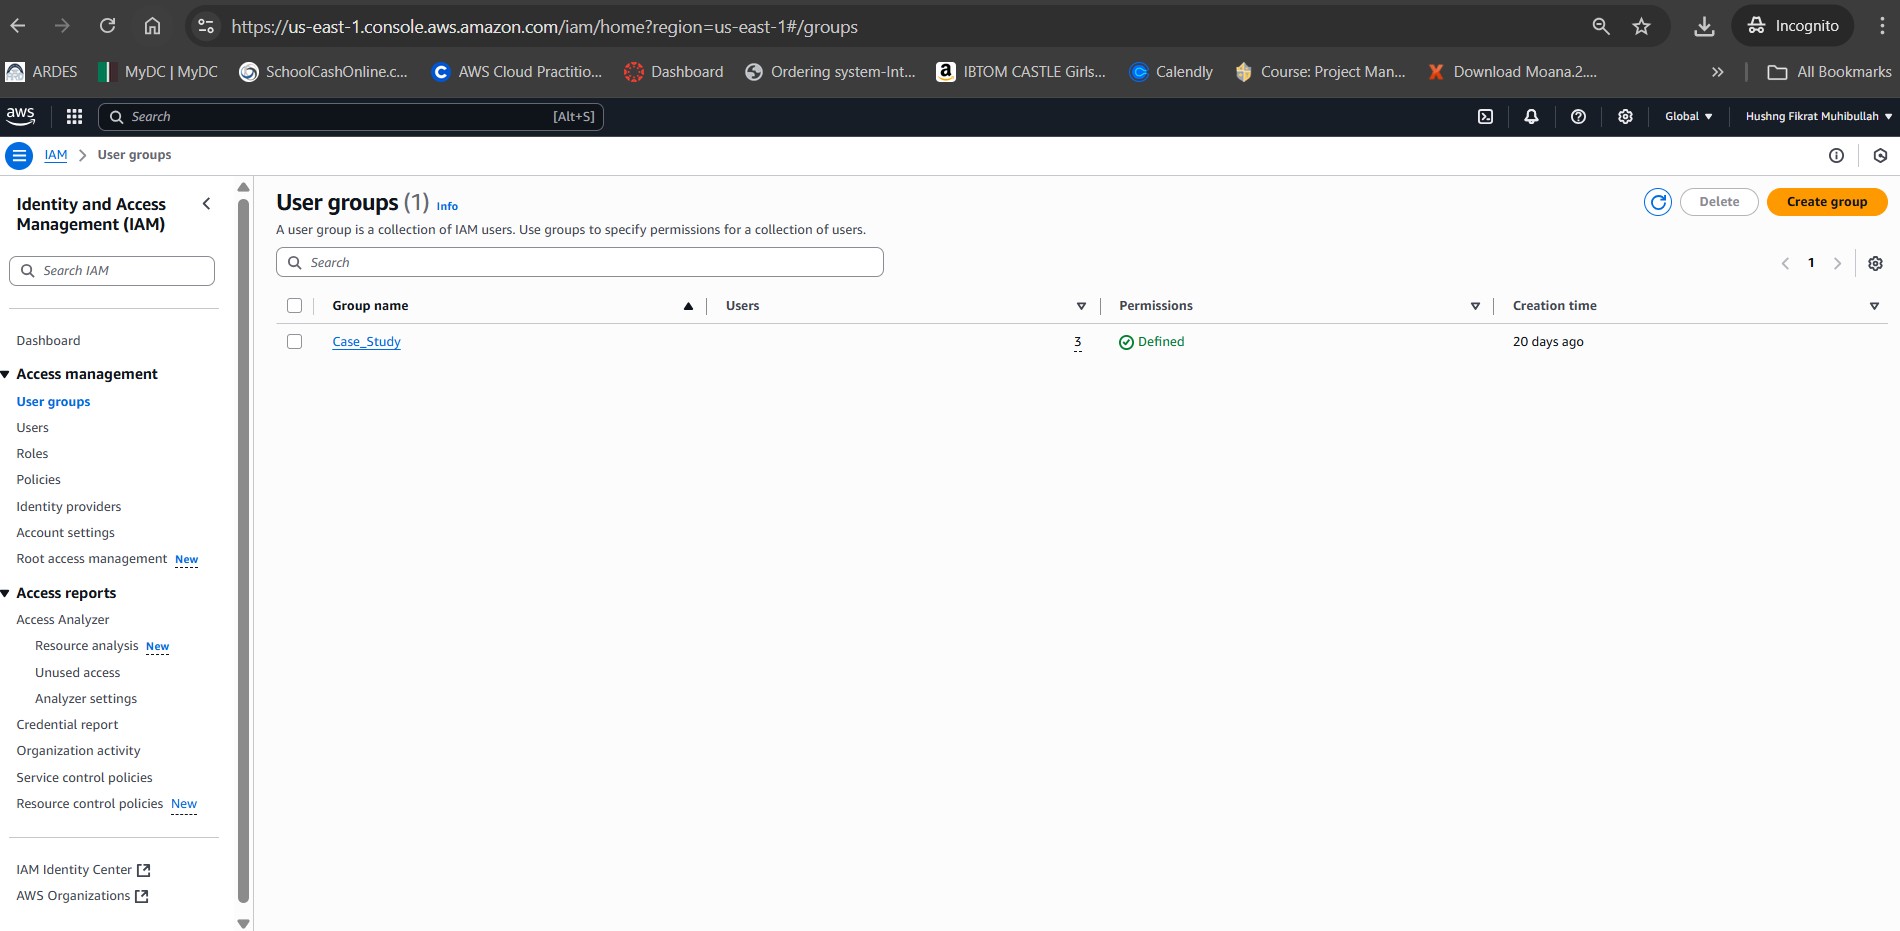 https://us-east-1.console.aws.amazon.com/iam/home?region=us-east-1#/groups
Incognito
ARDES
MyDC | MyDC
SchoolCashOnline.c...
AWS Cloud Practitio...
Dashboard
Ordering system-Int...
IBTOM CASTLE Girls...
Calendly
Course: Project Man...
Download Moana.2....
All Bookmarks
aws
Search
[Alt+S]
Global
Hushng Fikrat Muhibullah
IAM
User groups
Identity and Access
Management (IAM)
Search IAM
Dashboard
Access management
User groups
Users
Roles
Policies
Identity providers
Account settings
Root access management New
Access reports
Access Analyzer
Resource analysis New
Unused access
Analyzer settings
Credential report
Organization activity
Service control policies
Resource control policies New
IAM Identity Center
AWS Organizations
User groups (1) Info
A user group is a collection of IAM users. Use groups to specify permissions for a collection of users.
Delete
Create group
Search
1
Group name
Users
Permissions
Creation time
Case_Study
3
Defined
20 days ago